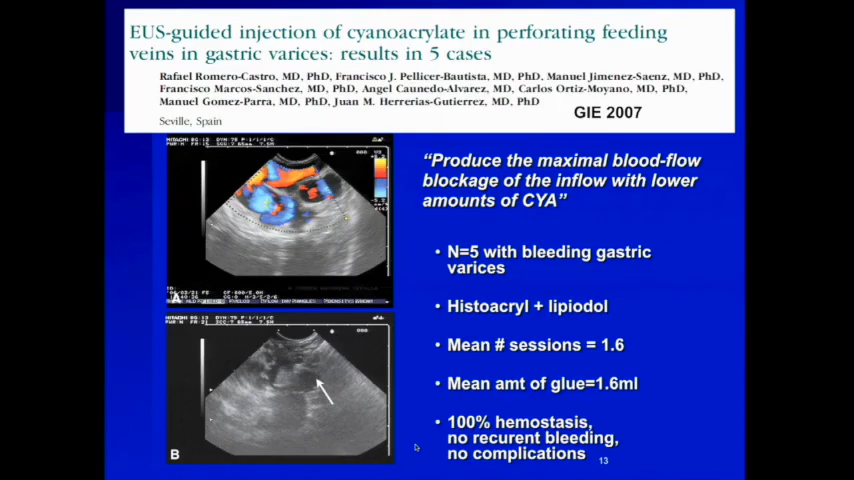 EUS-guided injection of cyanoacrylate in perforating feeding
veins in gastric varices: results in 5 cases
Rafael Romero-Castro, MD, PhD, Francisco J. Pellicer-Bautista, MD, PhD, Manuel Jimenez-Saenz, MD, PhD,
Francisco Marcos-Sanchez, MD, PhD, Angel Caunedo-Alvarez, MD, PhD, Carlos Ortiz-Moyano, MD, PhD,
Manuel Gomez-Parra, MD, PhD, Juan M. Herrerias-Gutierrez, MD, PhD
GIE 2007
Seville, Spain
“Produce the maximal blood-flow
blockage of the inflow with lower
amounts of CYA”
• N=5 with bleeding gastric
varices
• Histoacryl + lipiodol
• Mean # sessions = 1.6
• Mean amt of glue=1.6ml
• 100% hemostasis,
no recurent bleeding,
no complications
13
A
B